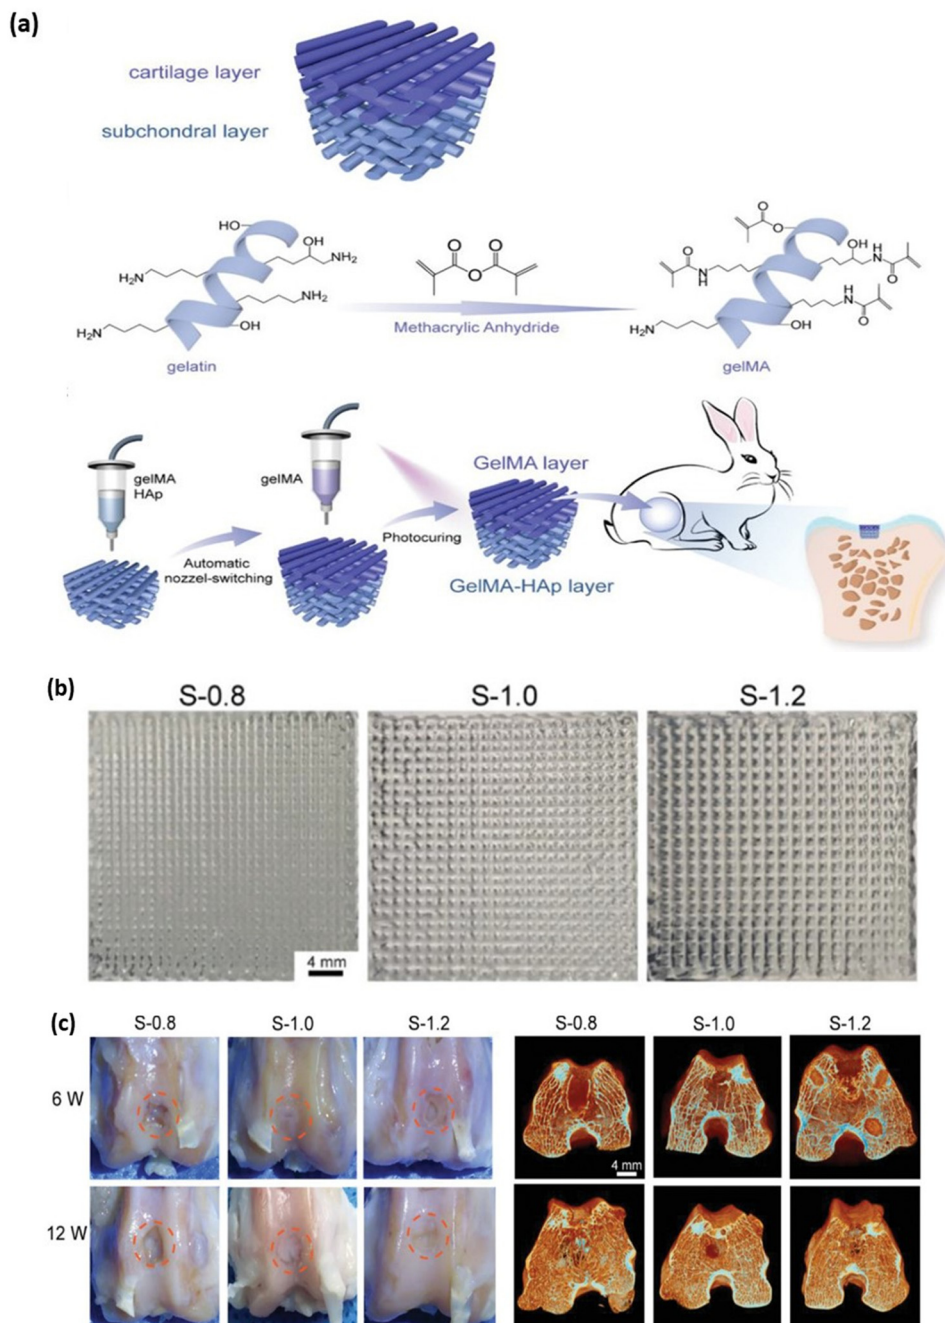 (a)
cartilage layer
subchondral layer
HO
OH
NH2
H2N
NH2
H2N
OH
gelatin
O
O
O
Methacrylic Anhydride
O
O
OH
H
N
O
H
N
O
H
N
O
H2N
OH
gelMA
gelMA
HAp
Automatic
nozzel-switching
gelMA
Photocuring
GelMA layer
GelMA-HAp layer
(b)
S-0.8
S-1.0
S-1.2
4 mm
(c)
S-0.8
S-1.0
S-1.2
S-0.8
S-1.0
S-1.2
6 W
4 mm
12 W